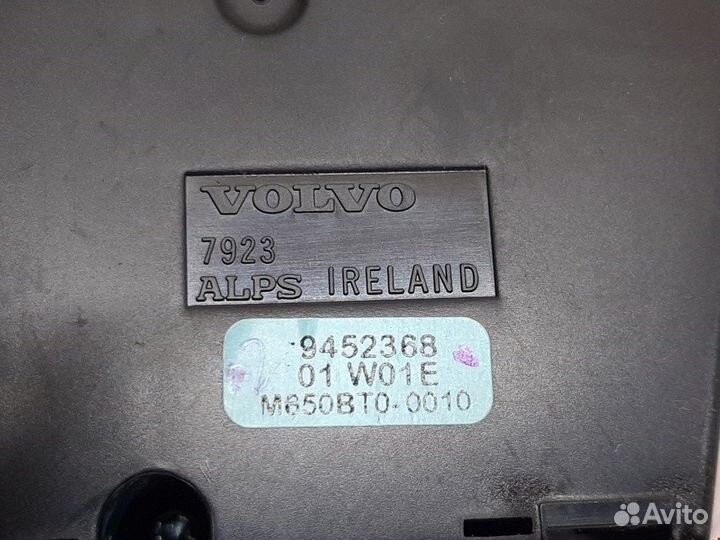 VOLVO
7923
ALPS IRELAND
9452368
01 W01E
M650BT0-0010
Avito